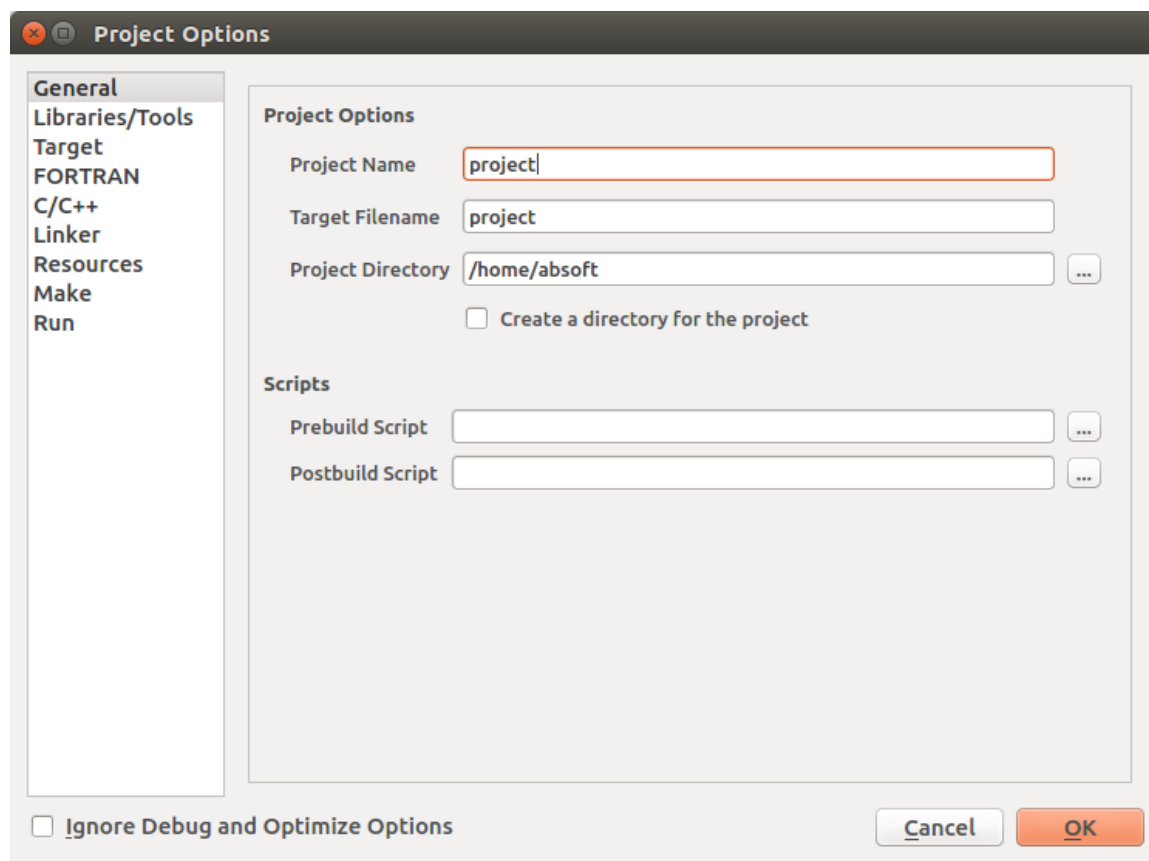 Project Options
General
Libraries/Tools
Target
FORTRAN
C/C++
Linker
Resources
Make
Run
Project Options
Project Name project
Target Filename project
Project Directory /home/absoft ...
Create a directory for the project
Scripts
Prebuild Script ...
Postbuild Script ...
Ignore Debug and Optimize Options
Cancel OK